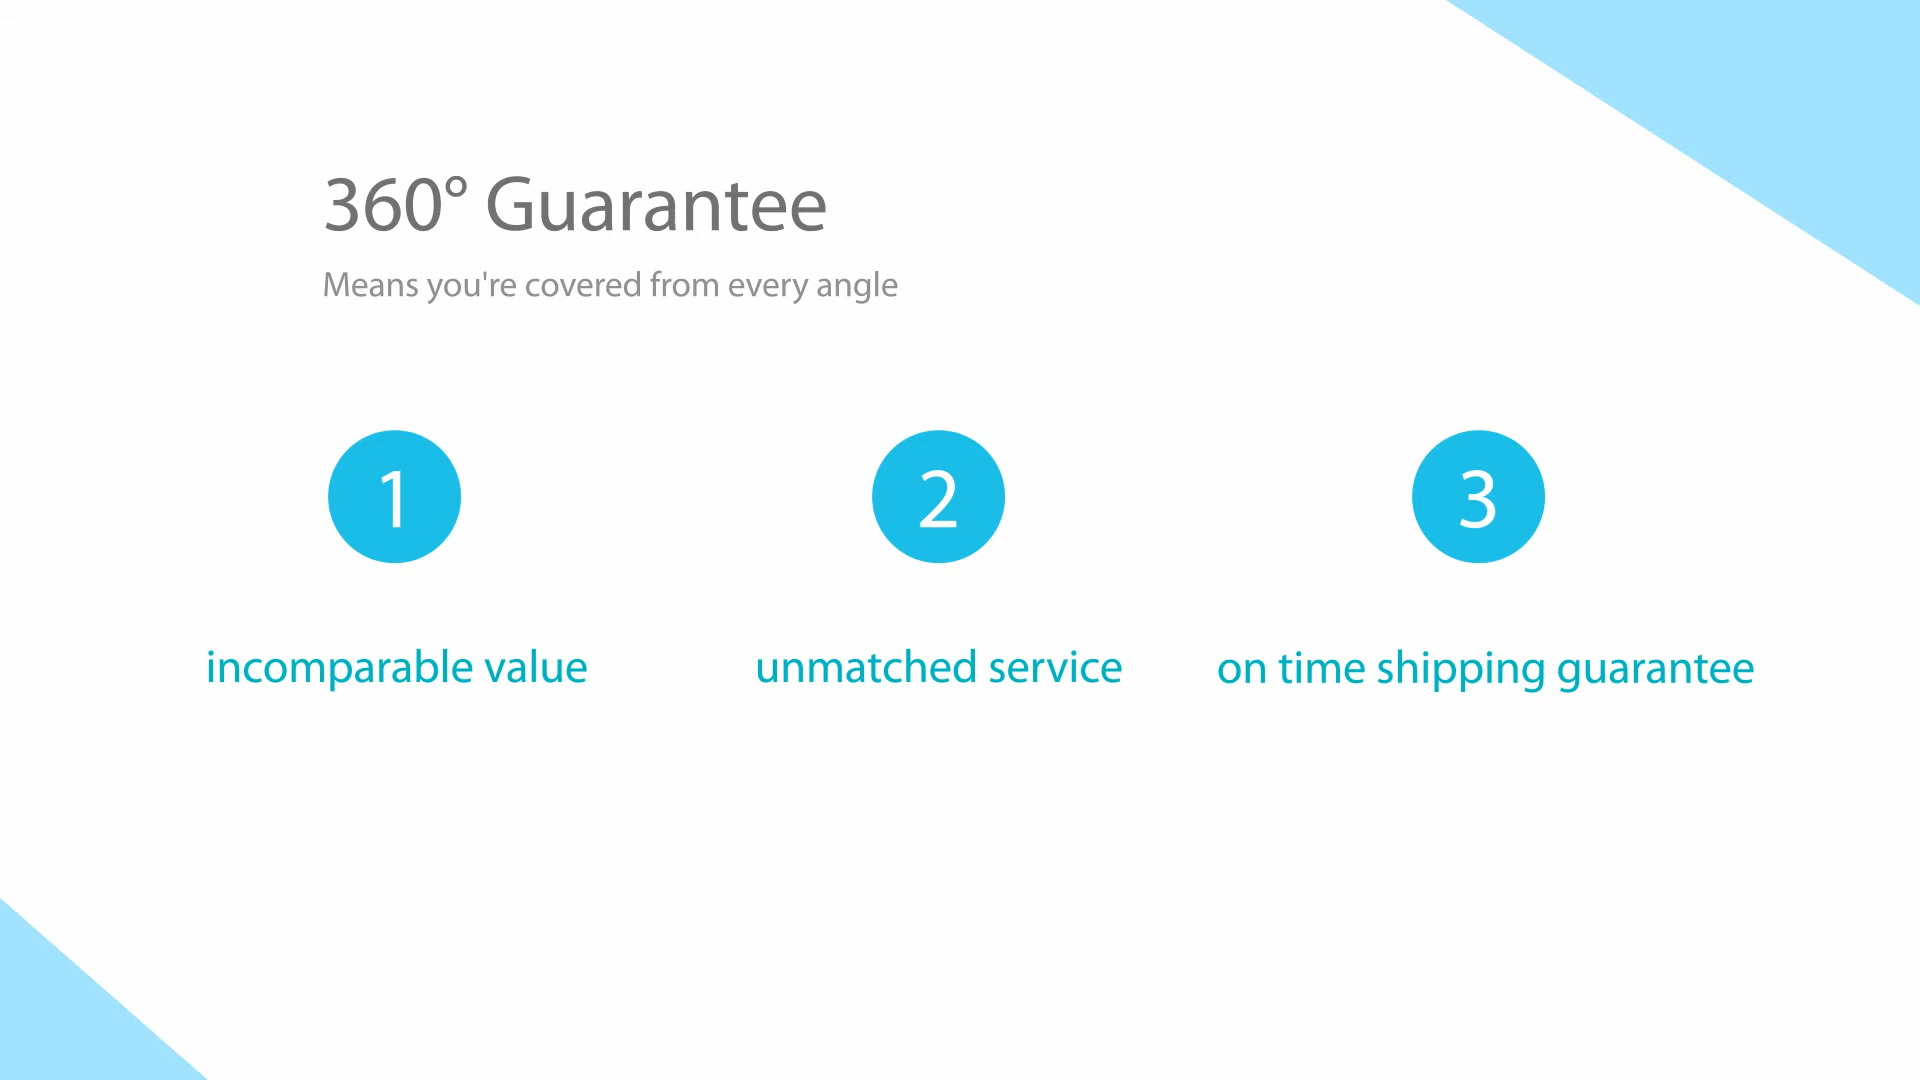 360° Guarantee
Means you're covered from every angle
1
2
3
incomparable value
unmatched service
on time shipping guarantee